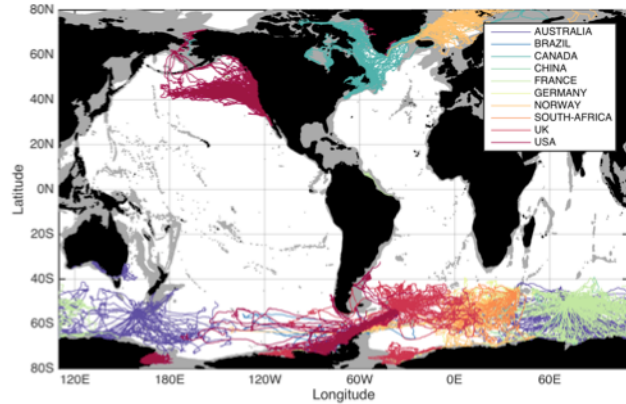 80N
60N
40N
20N
0N
20S
40S
60S
80S
Latitude
120E
180E
120W
60W
0E
60E
Longitude
AUSTRALIA
BRAZIL
CANADA
CHINA
FRANCE
GERMANY
NORWAY
SOUTH-AFRICA
UK
USA